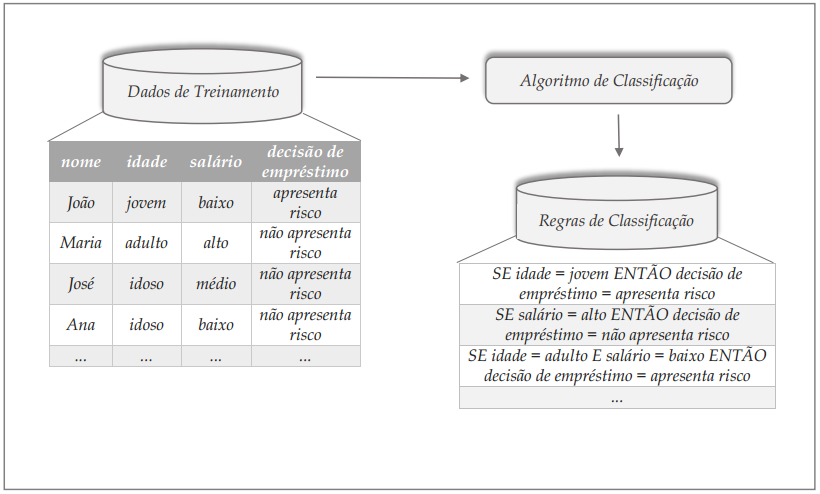 Dados de Treinamento
Algoritmo de Classificação
nome idade salário decisão de
empréstimo
João jovem baixo apresenta
risco
Maria adulto alto não apresenta
risco
José idoso médio não apresenta
risco
Ana idoso baixo não apresenta
risco
... ... ... ...
Regras de Classificação
SE idade = jovem ENTÃO decisão de
empréstimo = apresenta risco
SE salário = alto ENTÃO decisão de
empréstimo = não apresenta risco
SE idade = adulto E salário = baixo ENTÃO
decisão de empréstimo = apresenta risco
...